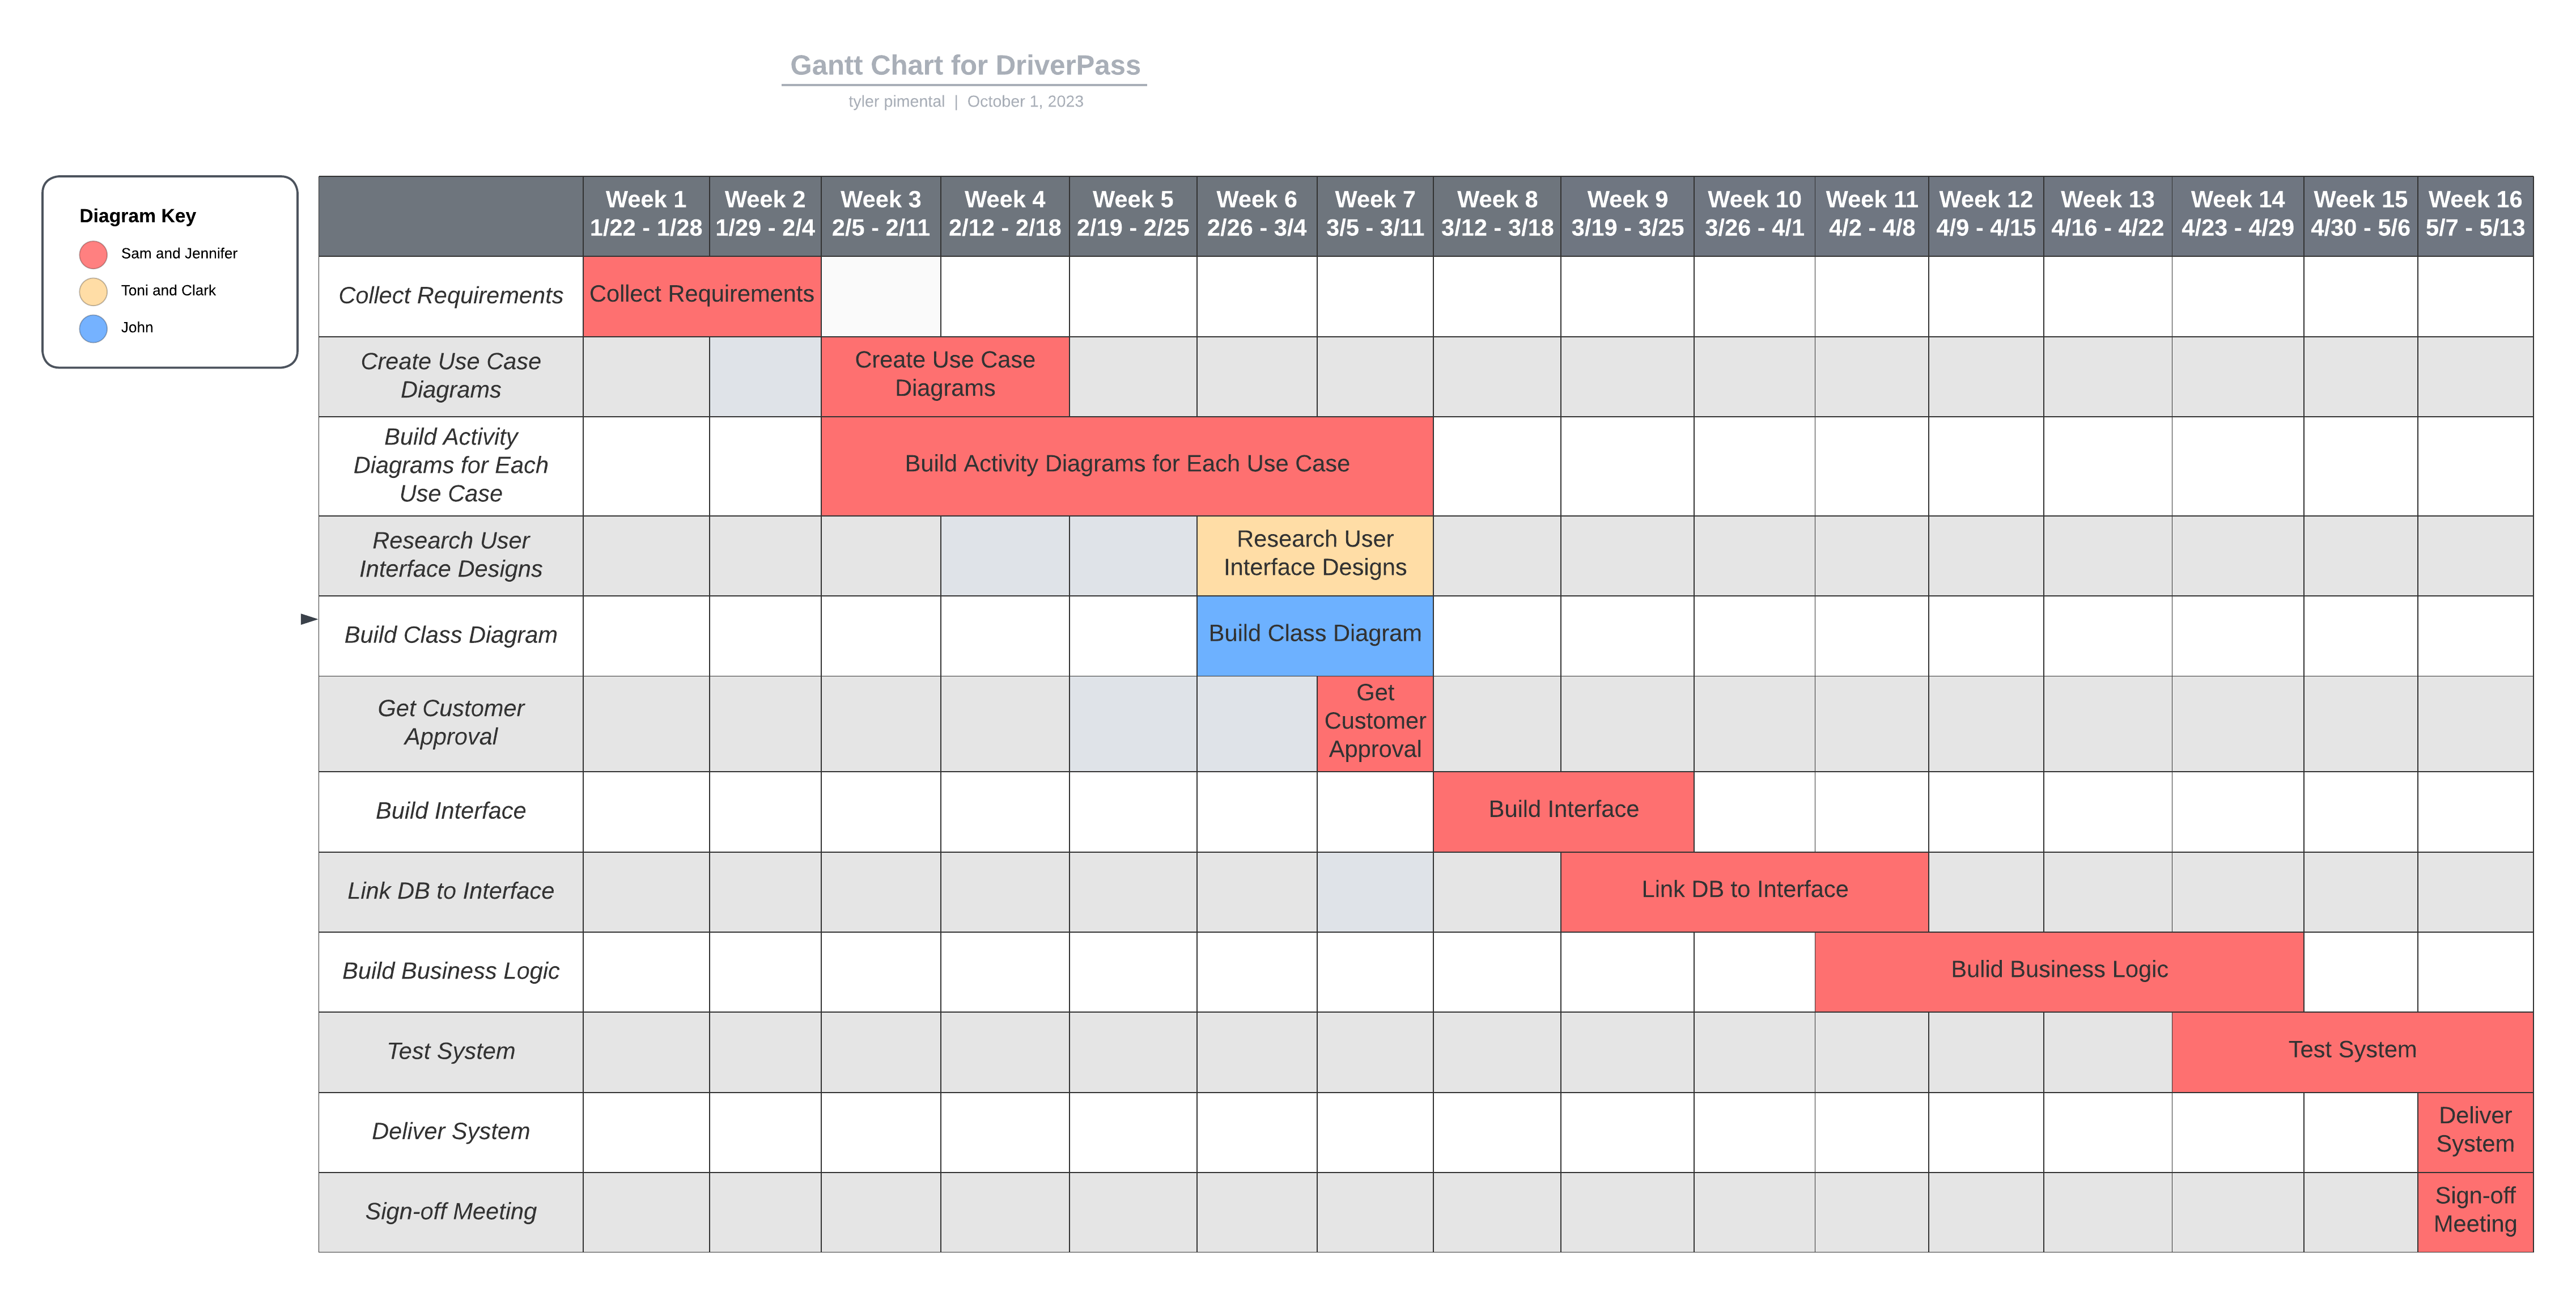 Gantt Chart for DriverPass
tyler pimental | October 1, 2023
Diagram Key
Sam and Jennifer
Toni and Clark
John
Week 1
1/22 - 1/28
Week 2
1/29 - 2/4
Week 3
2/5 - 2/11
Week 4
2/12 - 2/18
Week 5
2/19 - 2/25
Week 6
2/26 - 3/4
Week 7
3/5 - 3/11
Week 8
3/12 - 3/18
Week 9
3/19 - 3/25
Week 10
3/26 - 4/1
Week 11
4/2 - 4/8
Week 12
4/9 - 4/15
Week 13
4/16 - 4/22
Week 14
4/23 - 4/29
Week 15
4/30 - 5/6
Week 16
5/7 - 5/13
Collect Requirements
Collect Requirements
Create Use Case
Diagrams
Create Use Case
Diagrams
Build Activity
Diagrams for Each
Use Case
Build Activity Diagrams for Each Use Case
Research User
Interface Designs
Research User
Interface Designs
Build Class Diagram
Build Class Diagram
Get Customer
Approval
Get
Customer
Approval
Build Interface
Build Interface
Link DB to Interface
Link DB to Interface
Build Business Logic
Bulid Business Logic
Test System
Test System
Deliver System
Deliver
System
Sign-off Meeting
Sign-off
Meeting